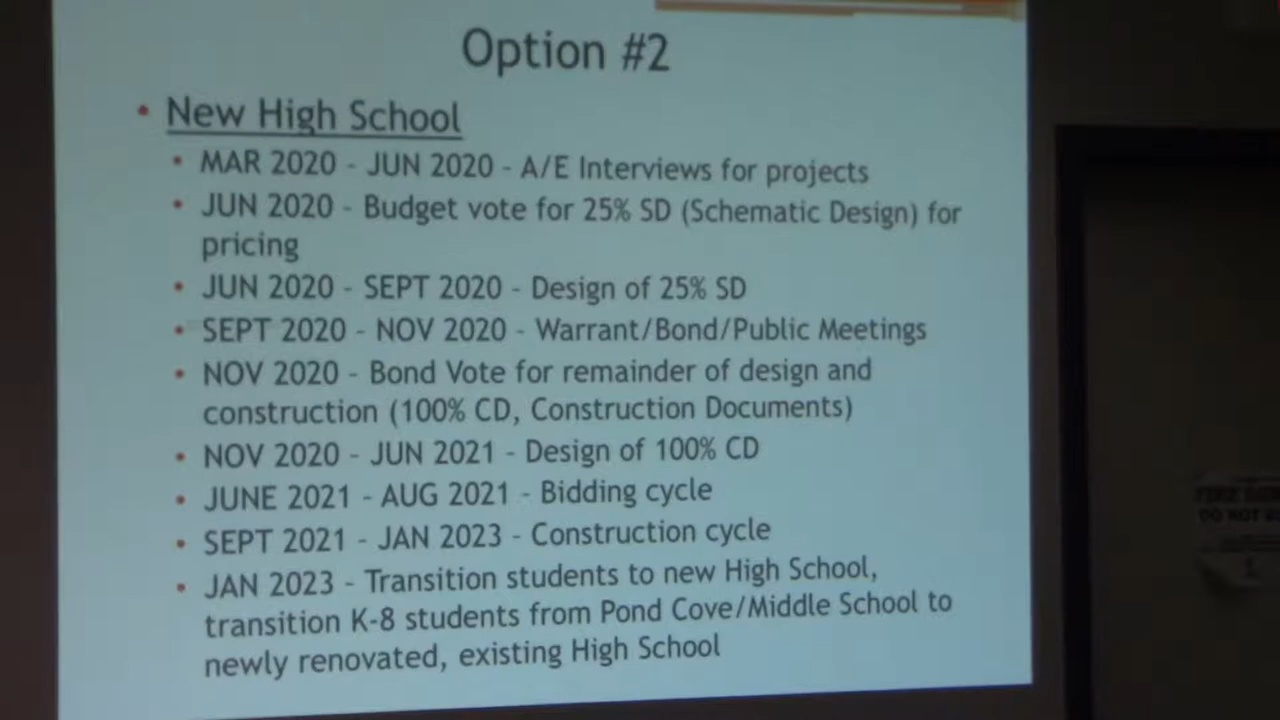 Option #2
• New High School
• MAR 2020 - JUN 2020 - A/E Interviews for projects
• JUN 2020 - Budget vote for 25% SD (Schematic Design) for
pricing
• JUN 2020 - SEPT 2020 - Design of 25% SD
• SEPT 2020 - NOV 2020 - Warrant/Bond/Public Meetings
• NOV 2020 - Bond Vote for remainder of design and
construction (100% CD, Construction Documents)
• NOV 2020 - JUN 2021 - Design of 100% CD
• JUNE 2021 - AUG 2021 - Bidding cycle
• SEPT 2021 - JAN 2023 - Construction cycle
• JAN 2023 - Transition students to new High School,
transition K-8 students from Pond Cove/Middle School to
newly renovated, existing High School
DO NOT